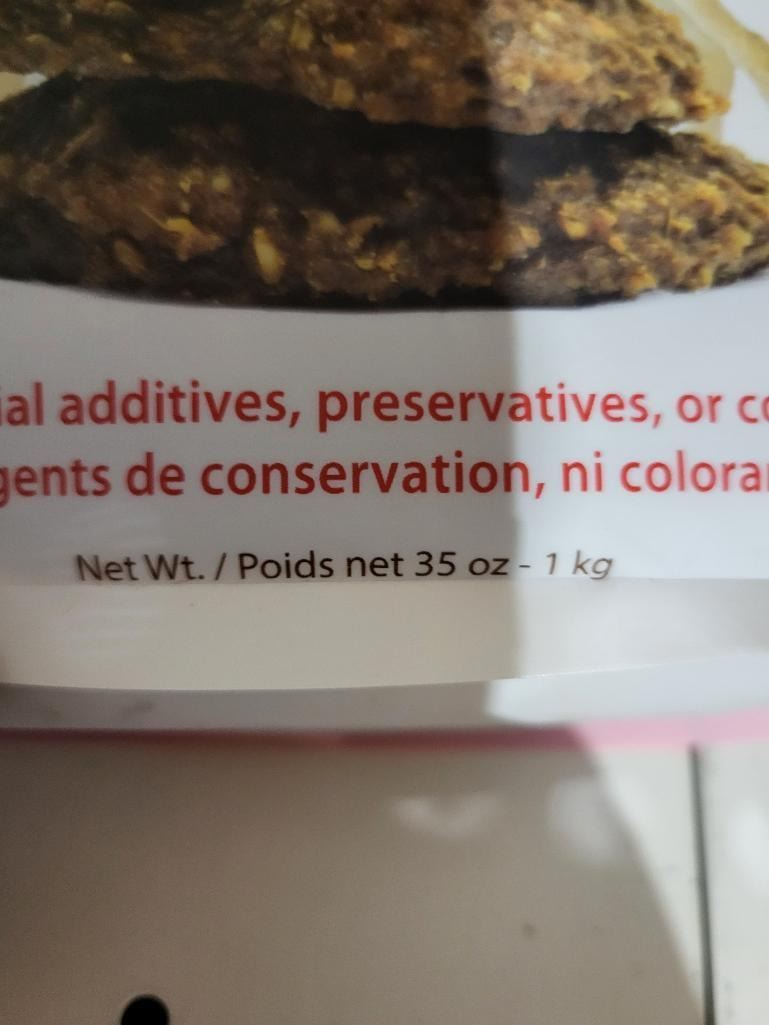 additives, preservatives, or
de conservation, ni
Net Wt. / Poids net 35 oz - 1 kg